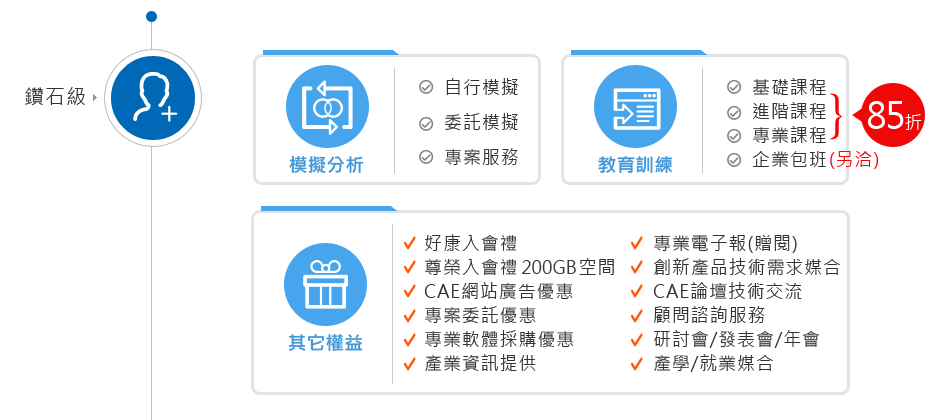 鑽石級
模擬分析
自行模擬
委託模擬
專案服務
教育訓練
基礎課程
進階課程
專業課程
企業包班(另洽)
85折
其它權益
好康入會禮
尊榮入會禮 200GB空間
CAE網站廣告優惠
專案委託優惠
專業軟體採購優惠
產業資訊提供
專業電子報(贈閱)
創新產品技術需求媒合
CAE論壇技術交流
顧問諮詢服務
研討會/發表會/年會
產學/就業媒合